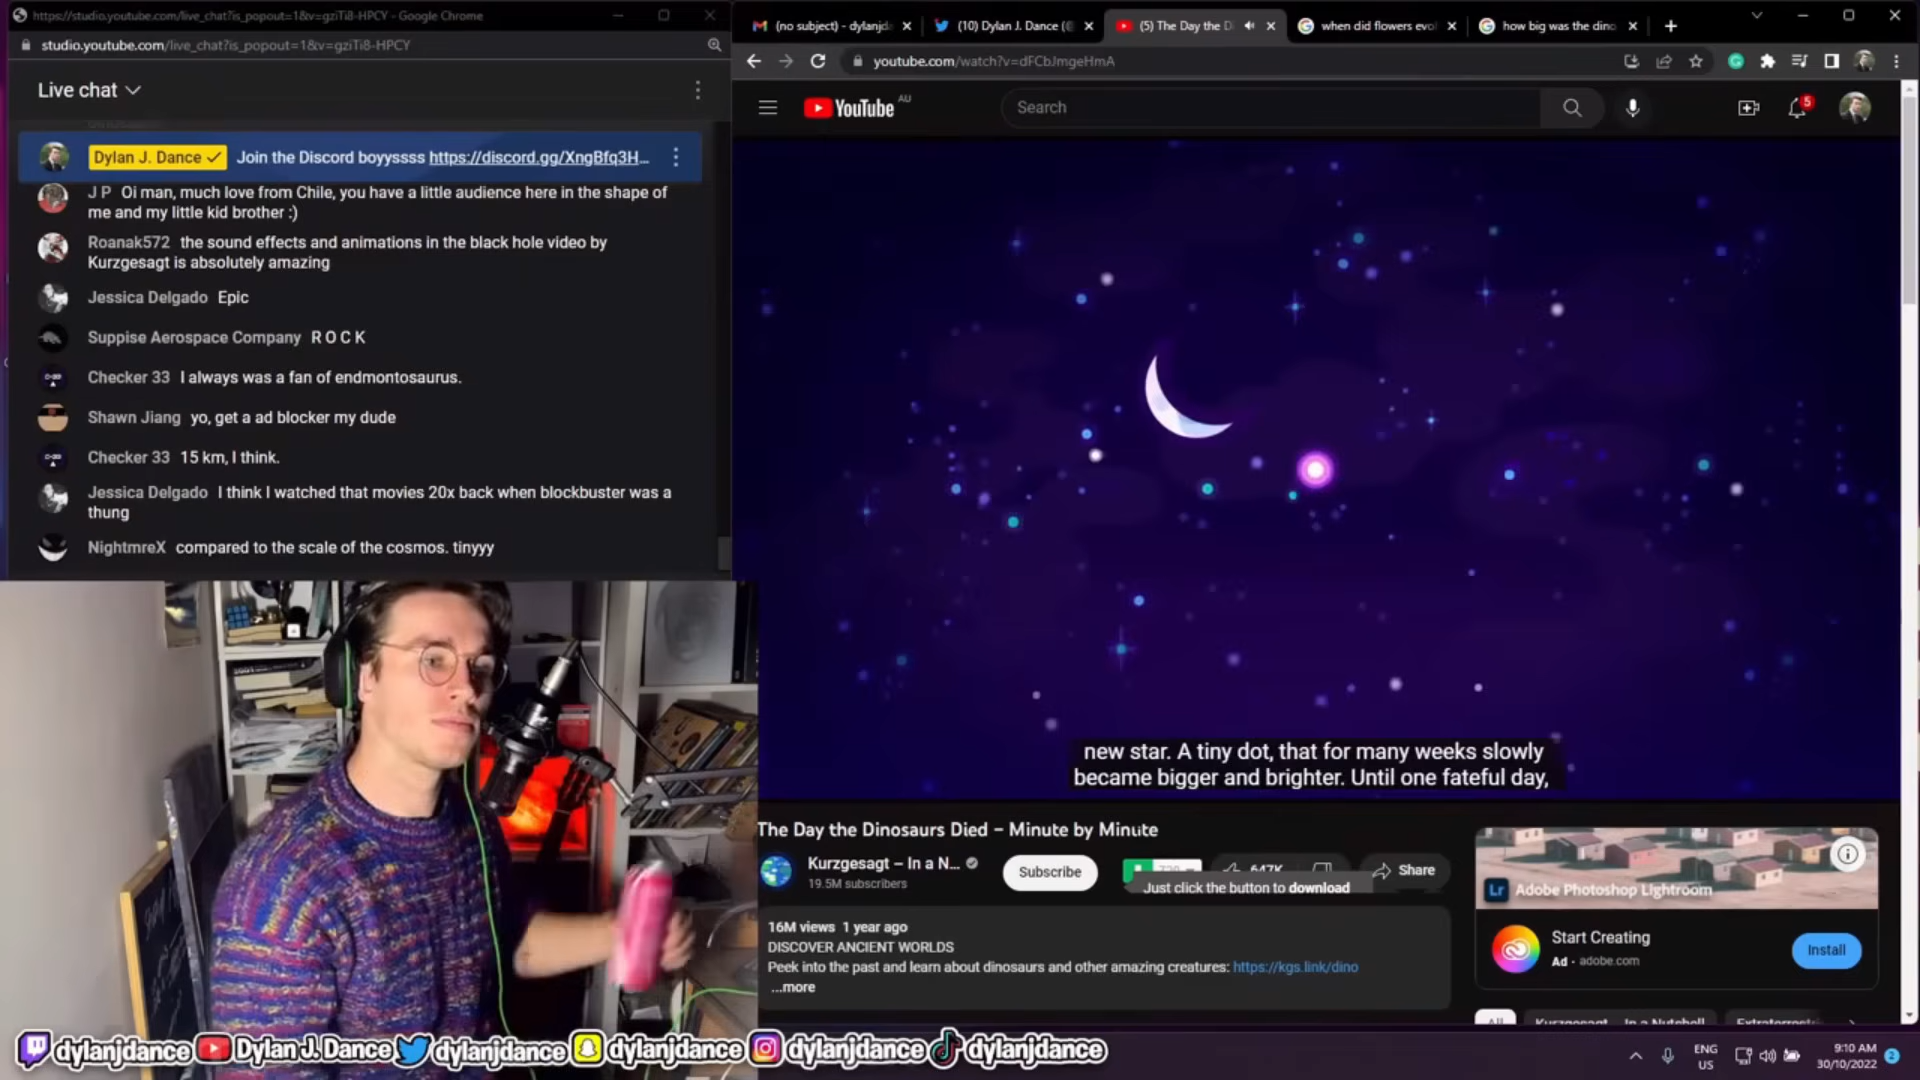 https://studio.youtube.com/live_chat?is_popout=1&v=gziTi8-HPCY - Google Chrome
studio.youtube.com/live_chat?is_popout=1&v=gziTi8-HPCY
Live chat
Dylan J. Dance Join the Discord boyyssss https://discord.gg/XngBfq3H...
J P Oi man, much love from Chile, you have a little audience here in the shape of
me and my little kid brother :)
Roanak572 the sound effects and animations in the black hole video by
Kurzgesagt is absolutely amazing
Jessica Delgado Epic
Suppise Aerospace Company R O C K
Checker 33 I always was a fan of endmontosaurus.
Shawn Jiang yo, get a ad blocker my dude
Checker 33 15 km, I think.
Jessica Delgado I think I watched that movies 20x back when blockbuster was a
thung
NightmreX compared to the scale of the cosmos. tinyyy
(no subject) - dylanjd
(10) Dylan J. Dance (@
(5) The Day the Di
when did flowers evol
how big was the dino
youtube.com/watch?v=dFCbJmgeHmA
YouTube AU
Search
5
new star. A tiny dot, that for many weeks slowly
became bigger and brighter. Until one fateful day,
The Day the Dinosaurs Died – Minute by Minute
Kurzgesagt – In a N...
19.5M subscribers
Subscribe
647K
Share
Just click the button to download
16M views 1 year ago
DISCOVER ANCIENT WORLDS
Peek into the past and learn about dinosaurs and other amazing creatures: https://kgs.link/dino
...more
Lr Adobe Photoshop Lightroom
Start Creating
Ad · adobe.com
Install
All
Kurzgesagt – In a Nutshell
dylanjdance
Dylan J. Dance
dylanjdance
dylanjdance
dylanjdance
dylanjdance
ENG
US
9:10 AM
30/10/2022
2